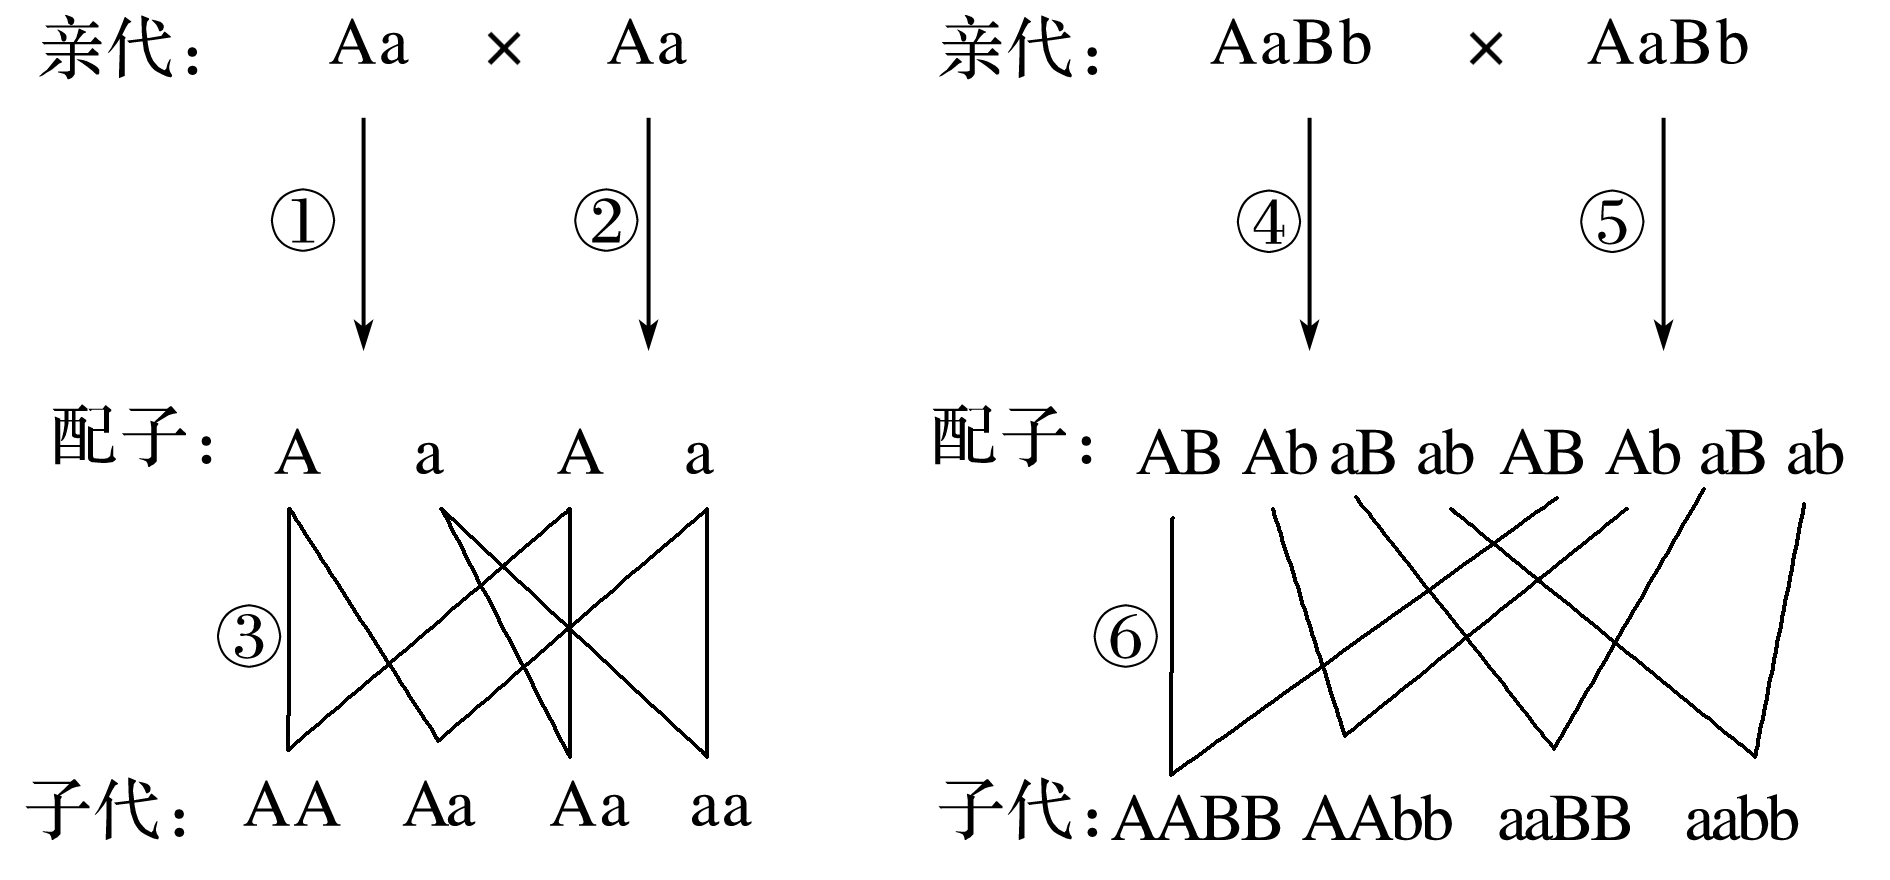 亲代： Aa × Aa
① ②
配子： A a A a
③
子代： AA Aa Aa aa
亲代： AaBb × AaBb
④ ⑤
配子： AB Ab aB ab AB Ab aB ab
⑥
子代： AABB AAbb aaBB aabb